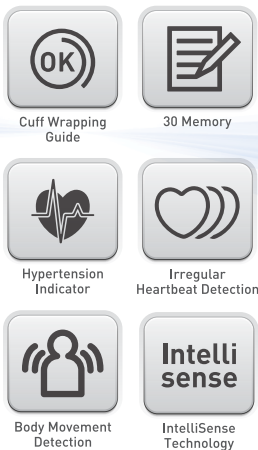 OK
Cuff Wrapping
Guide
30 Memory
Hypertension
Indicator
Irregular
Heartbeat Detection
Body Movement
Detection
Intelli
sense
IntelliSense
Technology